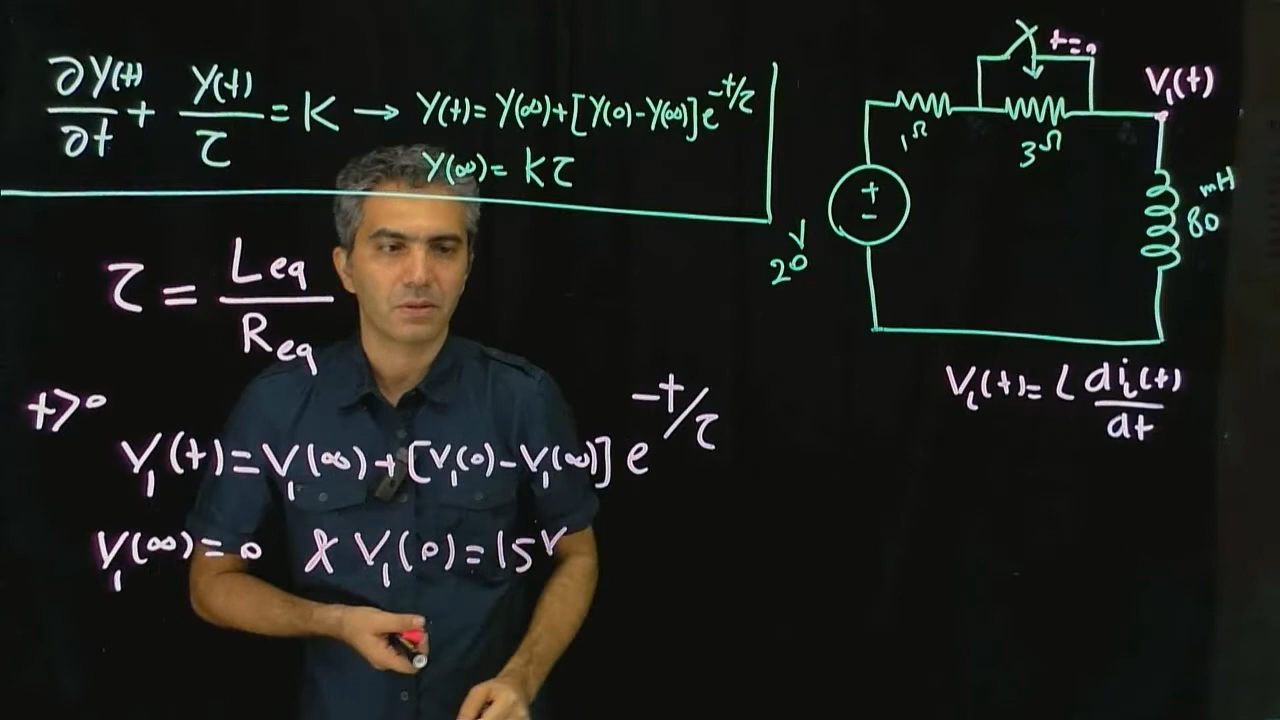 ∂Y(t)/∂t + Y(t)/τ = K → Y(t) = Y(∞) + [Y(0) - Y(∞)] e^-t/τ
Y(∞) = Kτ
τ = Leq/Req
t>0
V₁(t) = V₁(∞) + [V₁(0) - V₁(∞)] e^-t/τ
V₁(∞) = 0 & V₁(0) = 15V
t=0
V₁(t)
1Ω
3Ω
+
-
20 V
80 mH
V_L(t) = L di_L(t)/dt